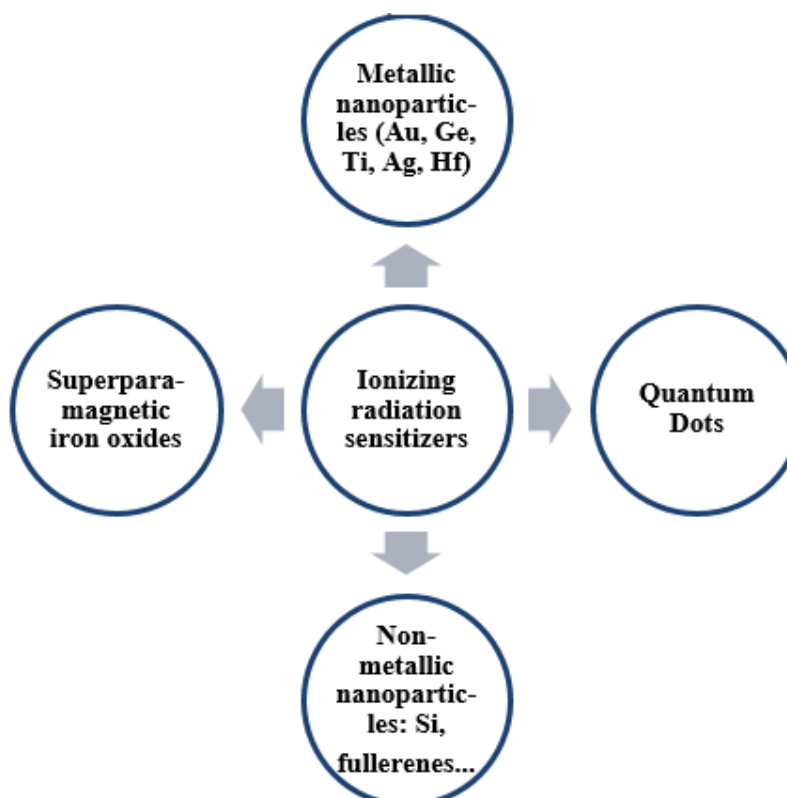 Metallic
nanopartic-
les (Au, Ge,
Ti, Ag, Hf)
Superpara-
magnetic
iron oxides
Ionizing
radiation
sensitizers
Quantum
Dots
Non-
metallic
nanopartic-
les: Si,
fullerenes...